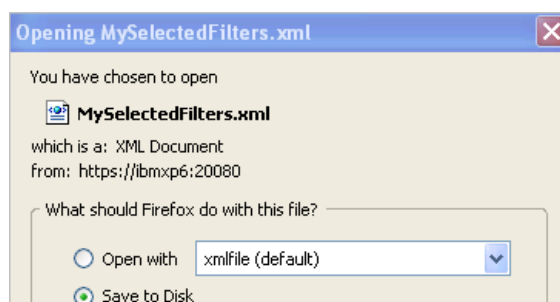 Opening MySelectedFilters.xml
You have chosen to open
MySelectedFilters.xml
which is a: XML Document
from: https://ibmxp6:20080
What should Firefox do with this file?
Open with xmlfile (default)
Save to Disk